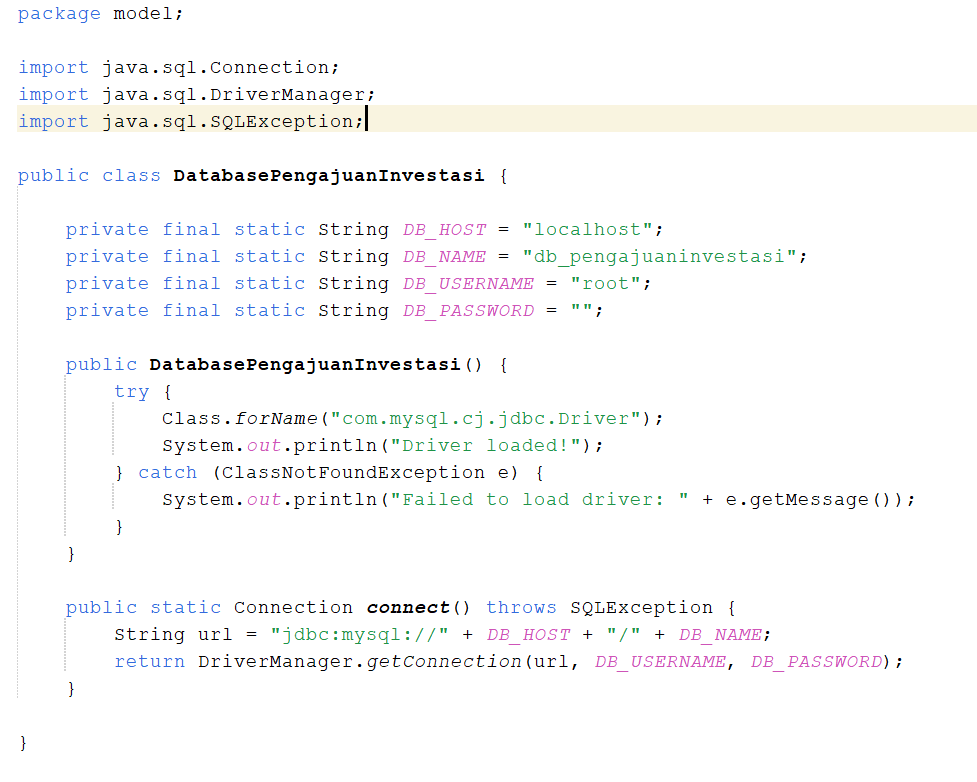 package model;
import java.sql.Connection;
import java.sql.DriverManager;
import java.sql.SQLException;
public class DatabasePengajuanInvestasi {
private final static String DB_HOST = "localhost";
private final static String DB_NAME = "db_pengajuaninvestasi";
private final static String DB_USERNAME = "root";
private final static String DB_PASSWORD = "";
public DatabasePengajuanInvestasi() {
try {
Class.forName("com.mysql.cj.jdbc.Driver");
System.out.println("Driver loaded!");
} catch (ClassNotFoundException e) {
System.out.println("Failed to load driver: " + e.getMessage());
}
}
public static Connection connect() throws SQLException {
String url = "jdbc:mysql://" + DB_HOST + "/" + DB_NAME;
return DriverManager.getConnection(url, DB_USERNAME, DB_PASSWORD);
}
}